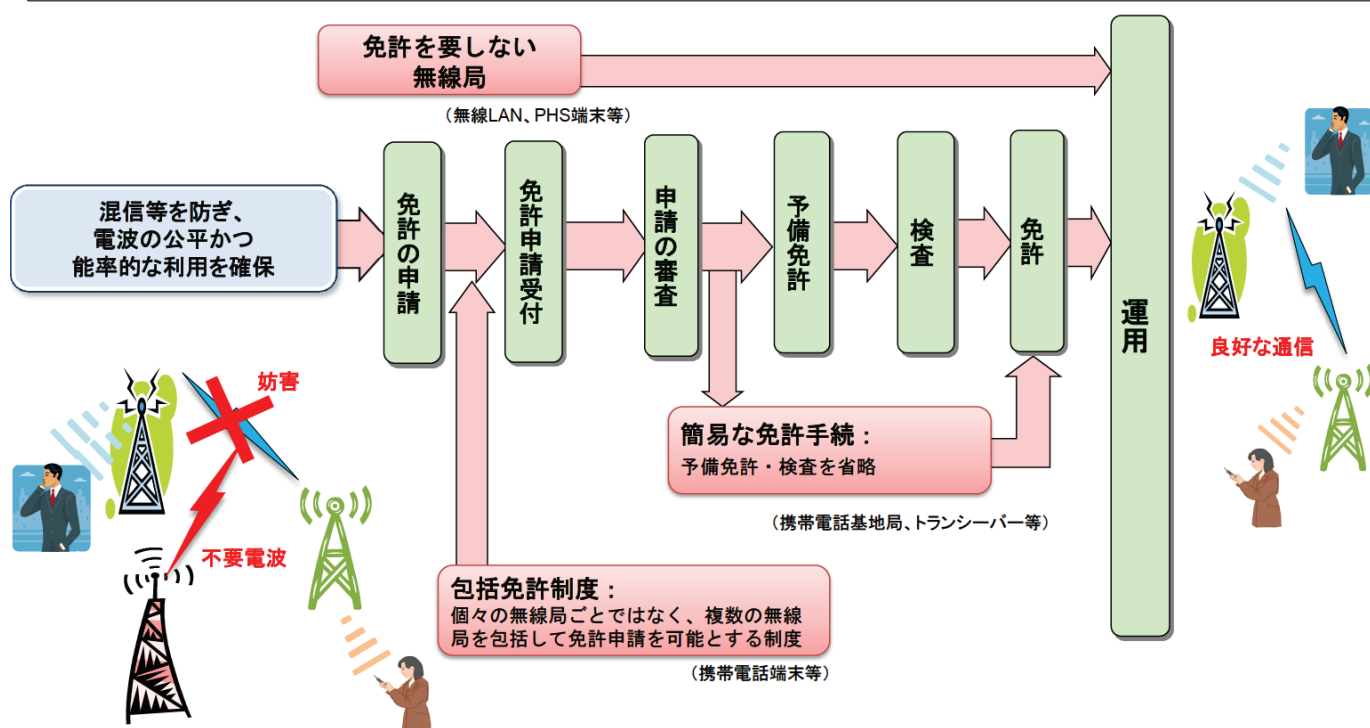 免許を要しない
無線局
（無線LAN、PHS端末等）
混信等を防ぎ、
電波の公平かつ
能率的な利用を確保
免許の申請
免許申請受付
申請の審査
予備免許
検査
免許
運用
簡易な免許手続：
予備免許・検査を省略
（携帯電話基地局、トランシーバー等）
包括免許制度：
個々の無線局ごとではなく、複数の無線
局を包括して免許申請を可能とする制度
（携帯電話端末等）
妨害
不要電波
良好な通信